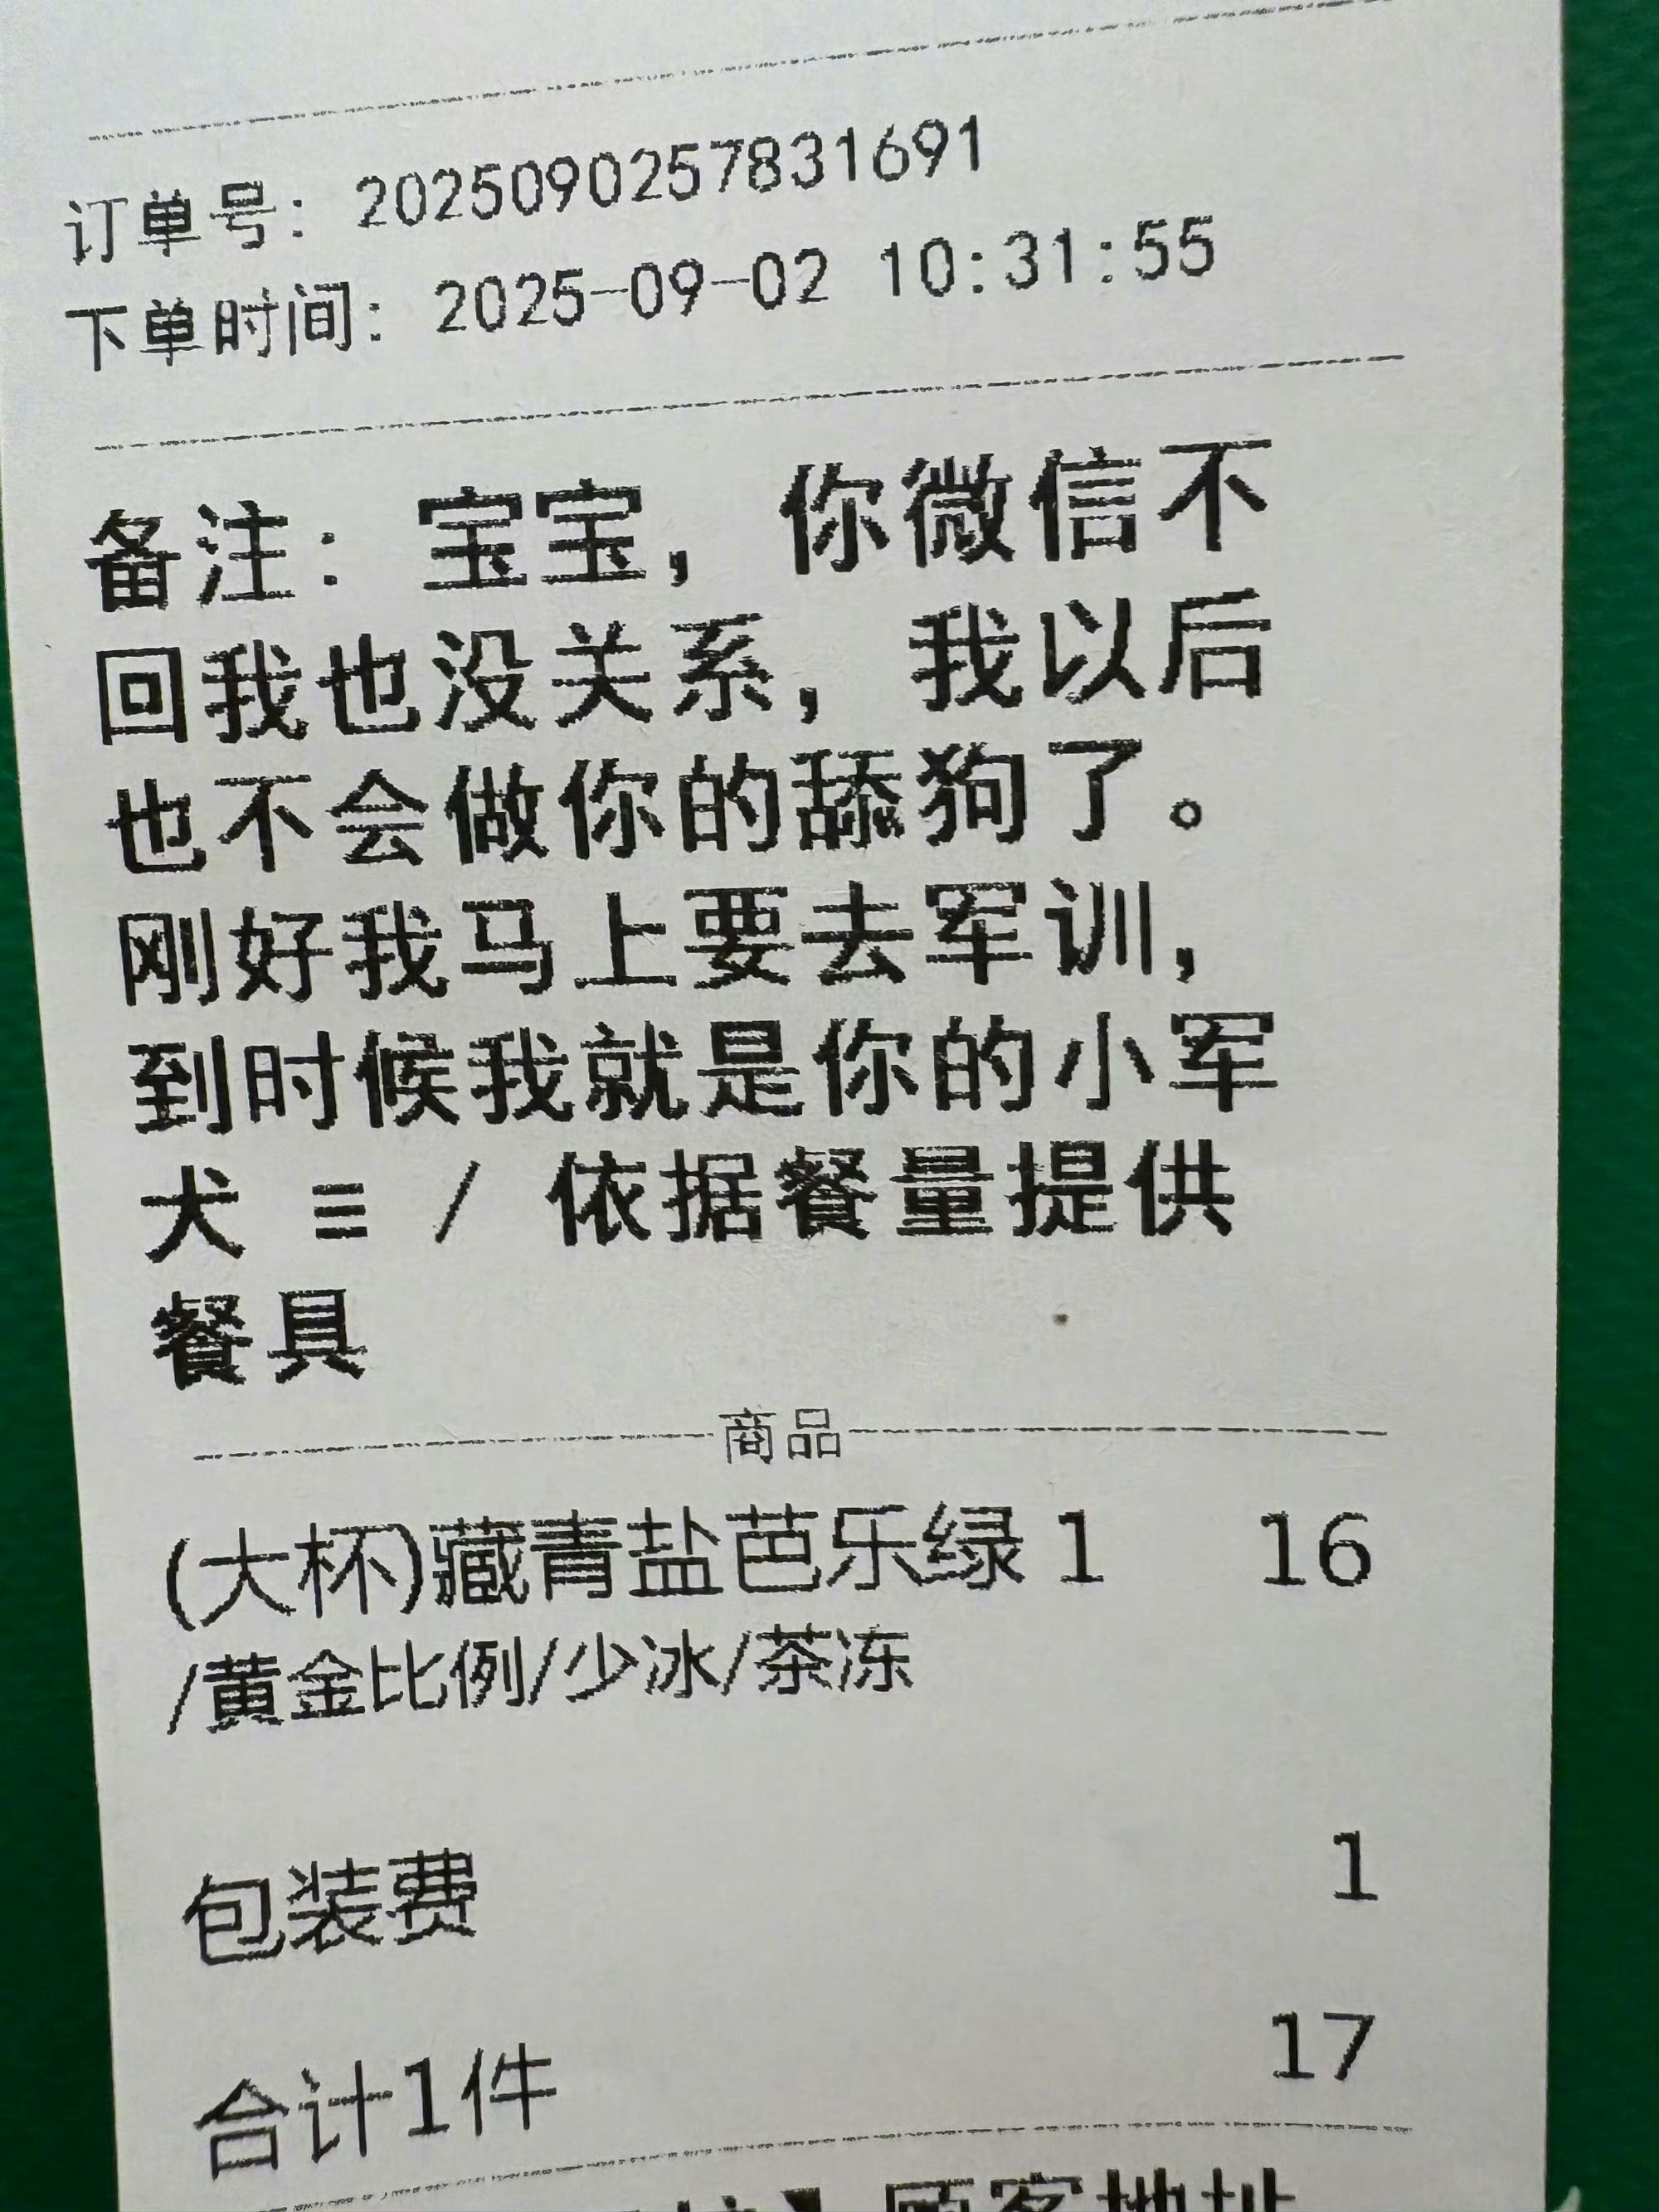 订单号: 2025090257831691
下单时间: 2025-09-02 10:31:55
备注: 宝宝，你微信不
回我也没关系，我以后
也不会做你的舔狗了。
刚好我马上要去军训，
到时候我就是你的小军
犬 ≡ / 依据餐量提供
餐具
商品
(大杯)藏青盐芭乐绿 1 16
/黄金比例/少冰/茶冻
包装费 1
合计1件 17
顾客地址